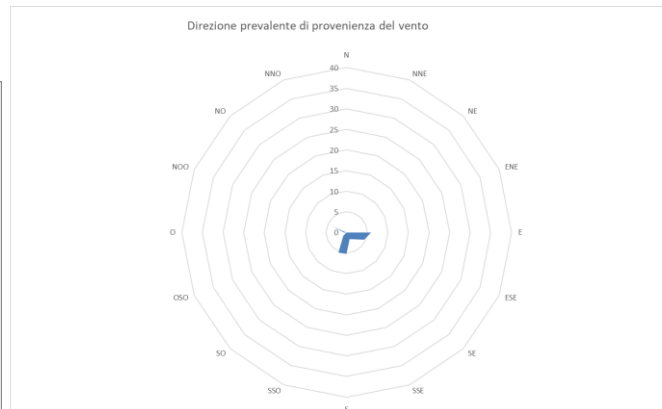 Direzione prevalente di provenienza del vento
N
NNO
NNE
40
35
NO
NE
30
25
NOO
ENE
20
15
10
5
O
0
E
OSO
ESE
SO
SE
SSO
SSE